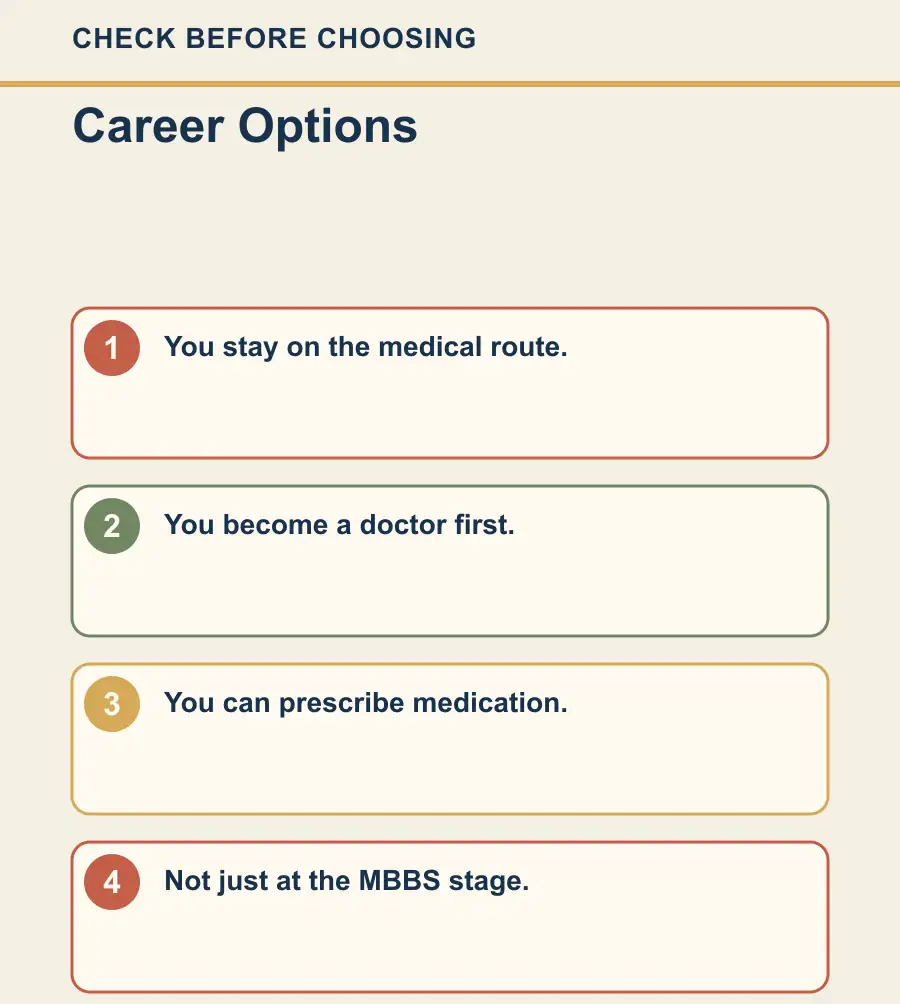 CHECK BEFORE CHOOSING
Career Options
1 You stay on the medical route.
2 You become a doctor first.
3 You can prescribe medication.
4 Not just at the MBBS stage.